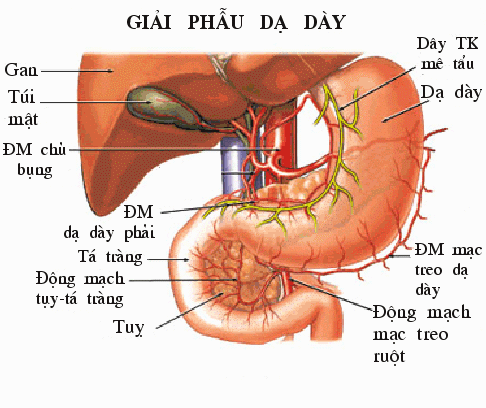 GIẢI PHẪU DẠ DÀY
Gan
Túi
mật
ĐM chủ
bụng
ĐM
dạ dày phải
Tá tràng
Động mạch
tụy-tá tràng
Tuỵ
Dây TK
mê tẩu
Dạ dày
ĐM mạc
treo dạ
dày
Động mạch
mạc treo
ruột